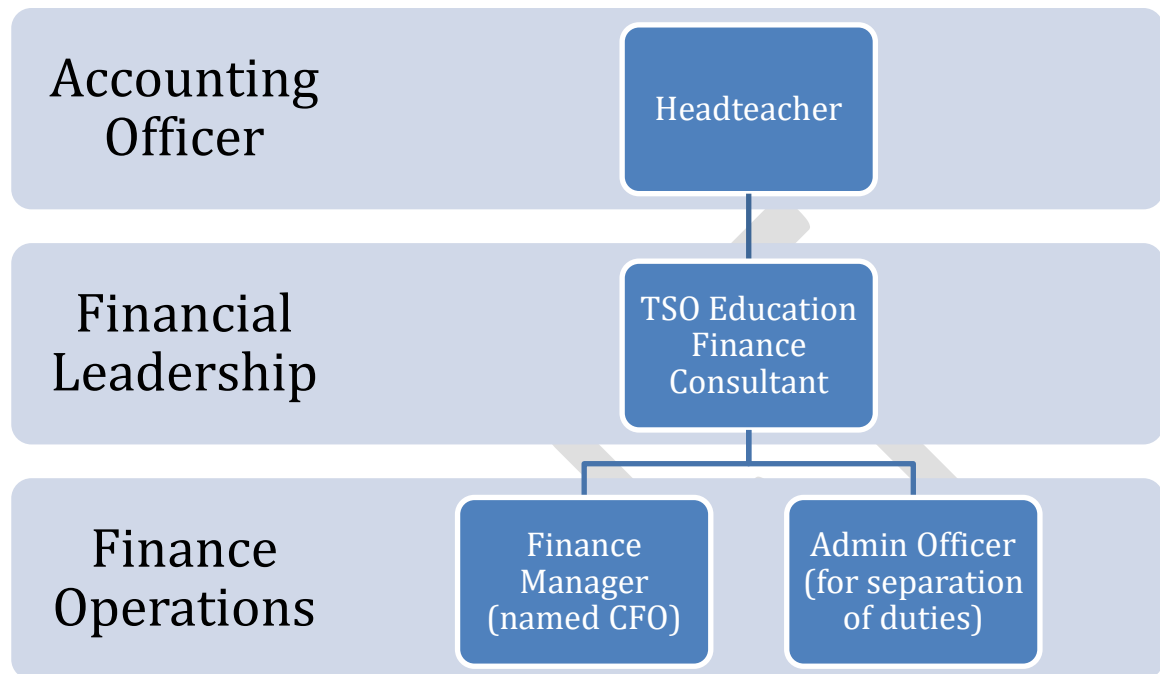 Accounting
Officer
Headteacher
Financial
Leadership
TSO Education
Finance
Consultant
Finance
Operations
Finance
Manager
(named CFO)
Admin Officer
(for separation
of duties)